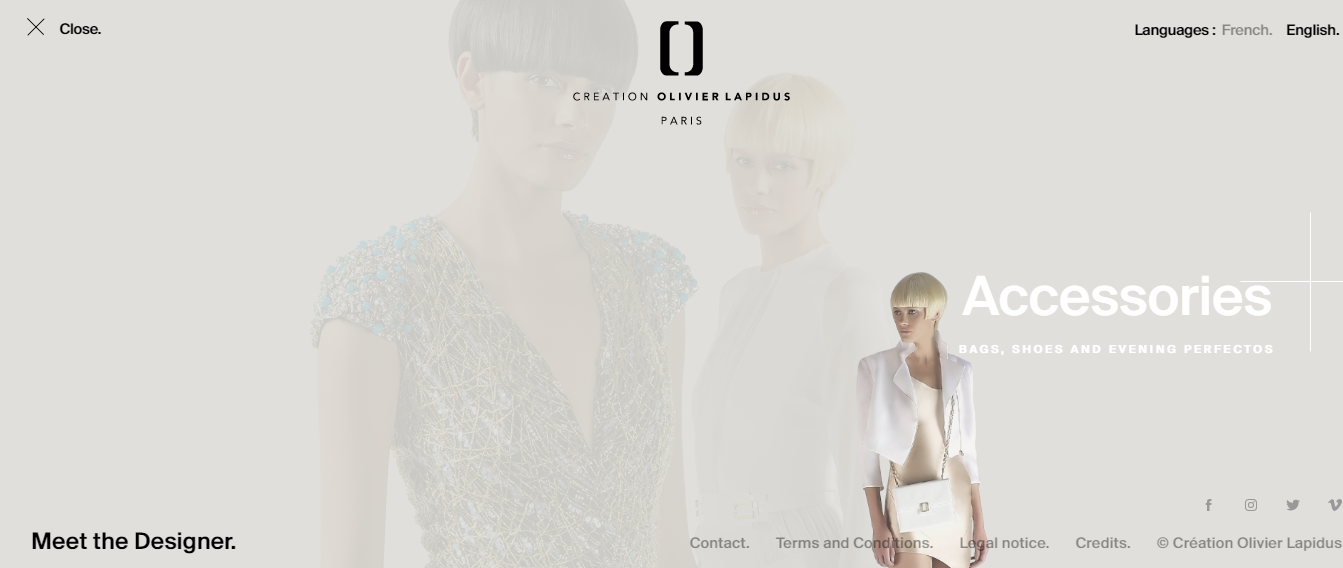 Close.
Languages : French. English.
CREATION OLIVIER LAPIDUS
PARIS
Accessories
BAGS, SHOES AND EVENING PERFECTOS
Meet the Designer.
Contact. Terms and Conditions. Legal notice. Credits. © Création Olivier Lapidus